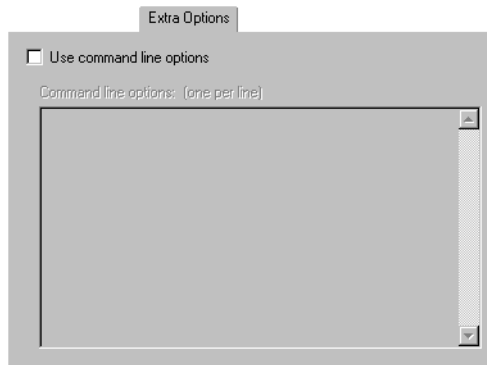 Extra Options
Use command line options
Command line options: (one per line)